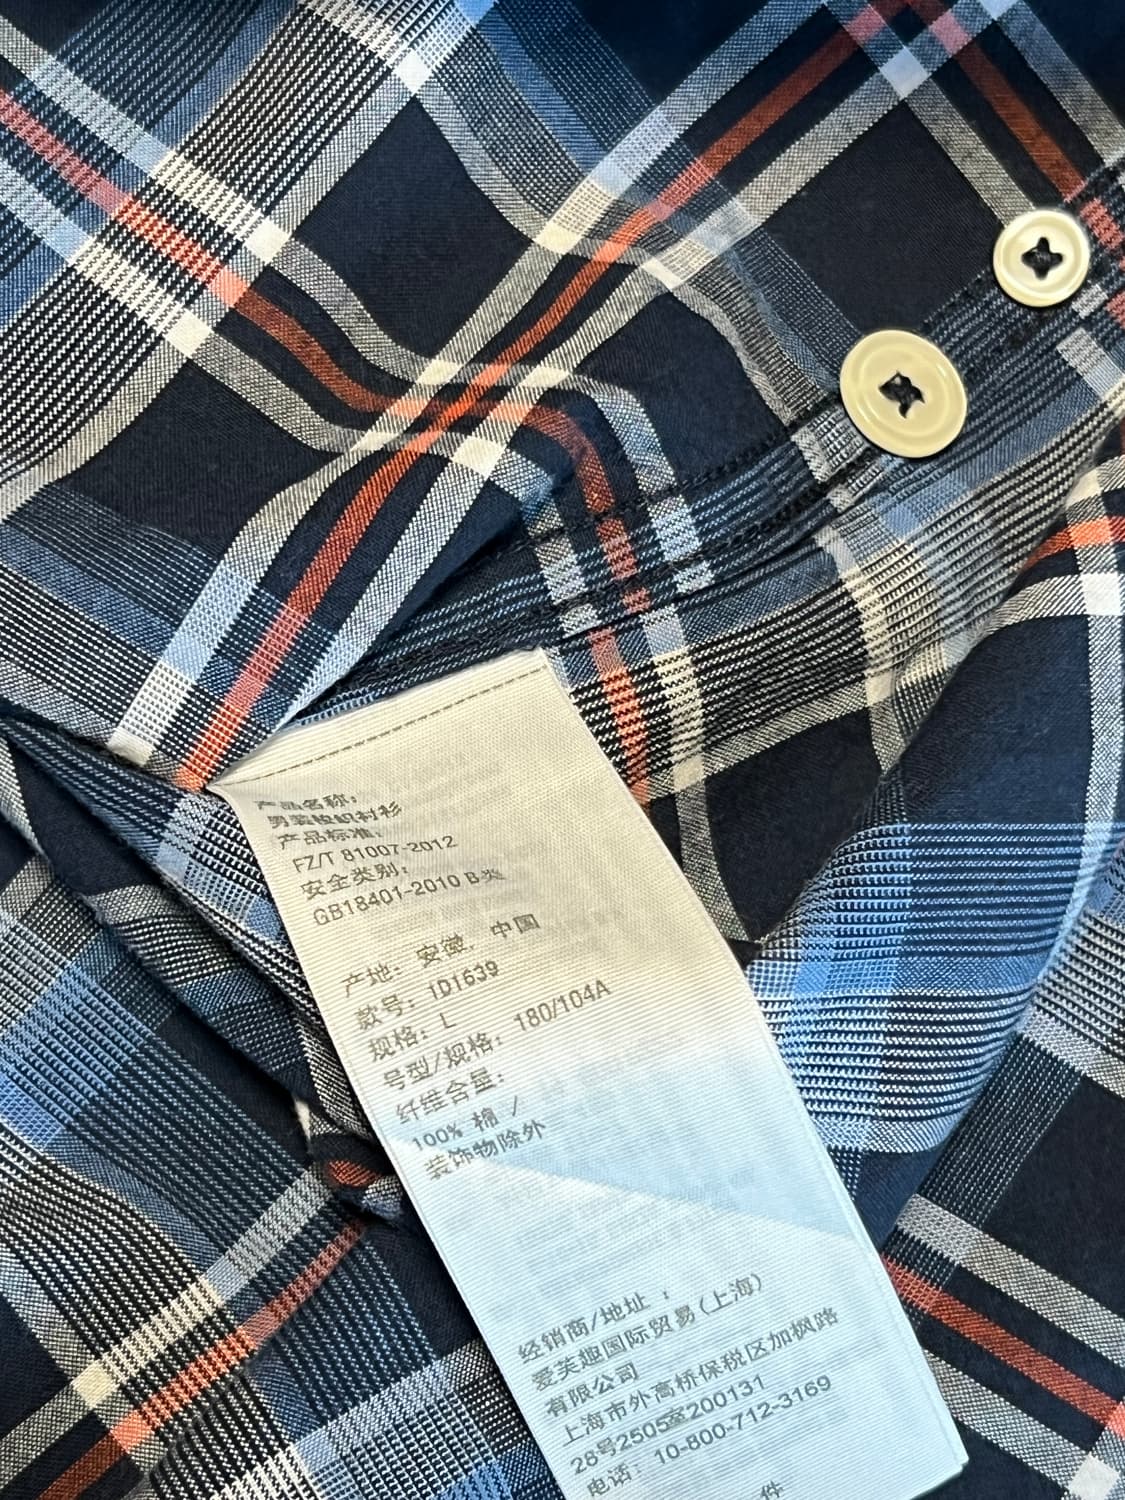 产品名称：
男装梭织衬衫
产品标准：
FZ/T 81007-2012
安全类别：
GB18401-2010 B类
产地：安徽，中国
款号：1D1639
规格：L
号型/规格： 180/104A
纤维含量：
100% 棉 /
装饰物除外
经销商/地址 ：
爱芙趣国际贸易(上海)
有限公司
上海市外高桥保税区加枫路
28号2505室200131
电话：10-800-712-3169
件